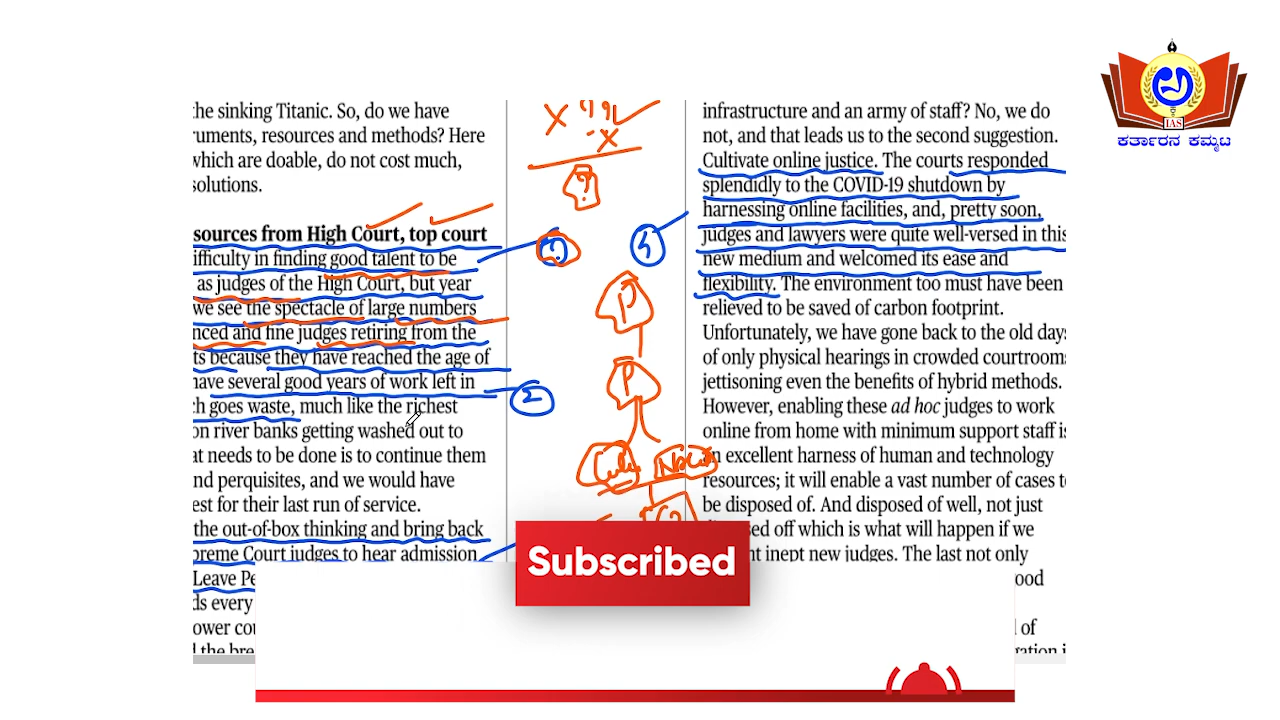 the sinking Titanic. So, do we have
ruments, resources and methods? Here
which are doable, do not cost much,
solutions.
sources from High Court, top court
ifficulty in finding good talent to be
as judges of the High Court, but year
we see the spectacle of large numbers
nced and fine judges retiring from the
ts because they have reached the age of
have several good years of work left in
ch goes waste, much like the richest
on river banks getting washed out to
at needs to be done is to continue them
nd perquisites, and we would have
est for their last run of service.
the out-of-box thinking and bring back
preme Court judges to hear admission
Leave Pe
ds every
ower cou
the bre
2
P
P
infrastructure and an army of staff? No, we do
not, and that leads us to the second suggestion.
Cultivate online justice. The courts responded
splendidly to the COVID-19 shutdown by
harnessing online facilities, and, pretty soon,
judges and lawyers were quite well-versed in this
new medium and welcomed its ease and
flexibility. The environment too must have been
relieved to be saved of carbon footprint.
Unfortunately, we have gone back to the old days
of only physical hearings in crowded courtrooms
jettisoning even the benefits of hybrid methods.
However, enabling these ad hoc judges to work
online from home with minimum support staff is
an excellent harness of human and technology
resources; it will enable a vast number of cases t
be disposed of. And disposed of well, not just
sed off which is what will happen if we
nt inept new judges. The last not only
ood
of
Subscribed
IAS
ಕರ್ತಾರನ ಕಮ್ಮಟ